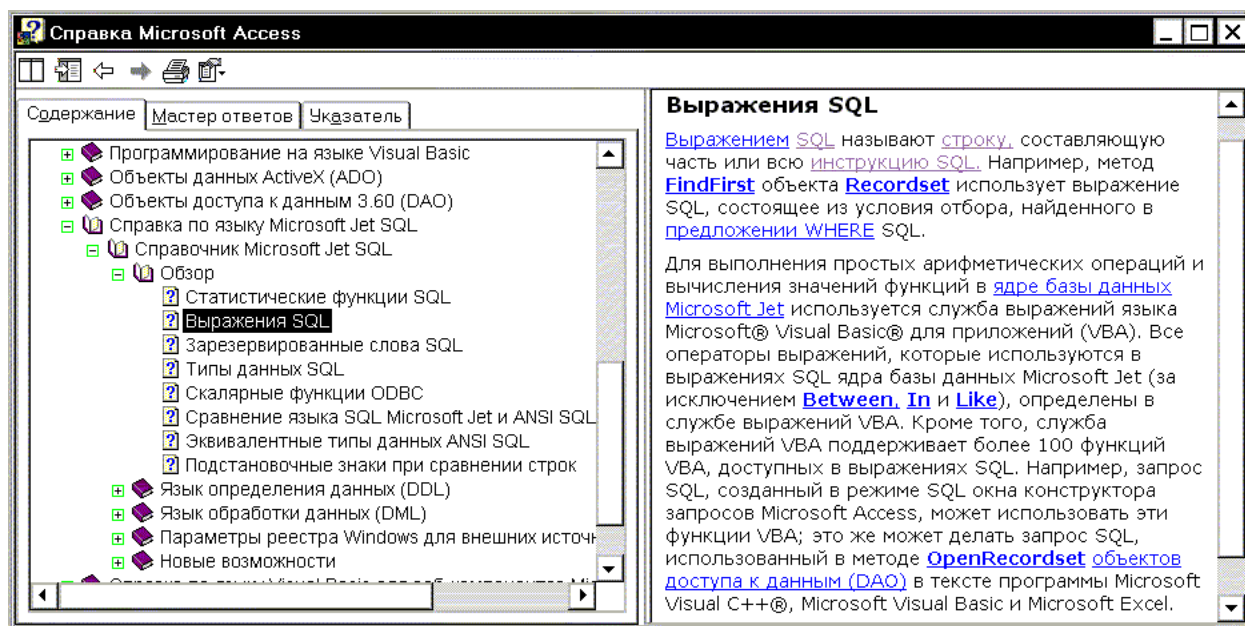 Справка Microsoft Access
Содержание Мастер ответов Указатель
Программирование на языке Visual Basic
Объекты данных ActiveX (ADO)
Объекты доступа к данным 3.60 (DAO)
Справка по языку Microsoft Jet SQL
Справочник Microsoft Jet SQL
Обзор
Статистические функции SQL
Выражения SQL
Зарезервированные слова SQL
Типы данных SQL
Скалярные функции ODBC
Сравнение языка SQL Microsoft Jet и ANSI SQL
Эквивалентные типы данных ANSI SQL
Подстановочные знаки при сравнении строк
Язык определения данных (DDL)
Язык обработки данных (DML)
Параметры реестра Windows для внешних источн
Новые возможности
Выражения SQL
Выражением SQL называют строку, составляющую
часть или всю инструкцию SQL. Например, метод
FindFirst объекта Recordset использует выражение
SQL, состоящее из условия отбора, найденного в
предложении WHERE SQL.
Для выполнения простых арифметических операций и
вычисления значений функций в ядре базы данных
Microsoft Jet используется служба выражений языка
Microsoft® Visual Basic® для приложений (VBA). Все
операторы выражений, которые используются в
выражениях SQL ядра базы данных Microsoft Jet (за
исключением Between, In и Like), определены в
службе выражений VBA. Кроме того, служба
выражений VBA поддерживает более 100 функций
VBA, доступных в выражениях SQL. Например, запрос
SQL, созданный в режиме SQL окна конструктора
запросов Microsoft Access, может использовать эти
функции VBA; это же может делать запрос SQL,
использованный в методе OpenRecordset объектов
доступа к данным (DAO) в тексте программы Microsoft
Visual C++®, Microsoft Visual Basic и Microsoft Excel.